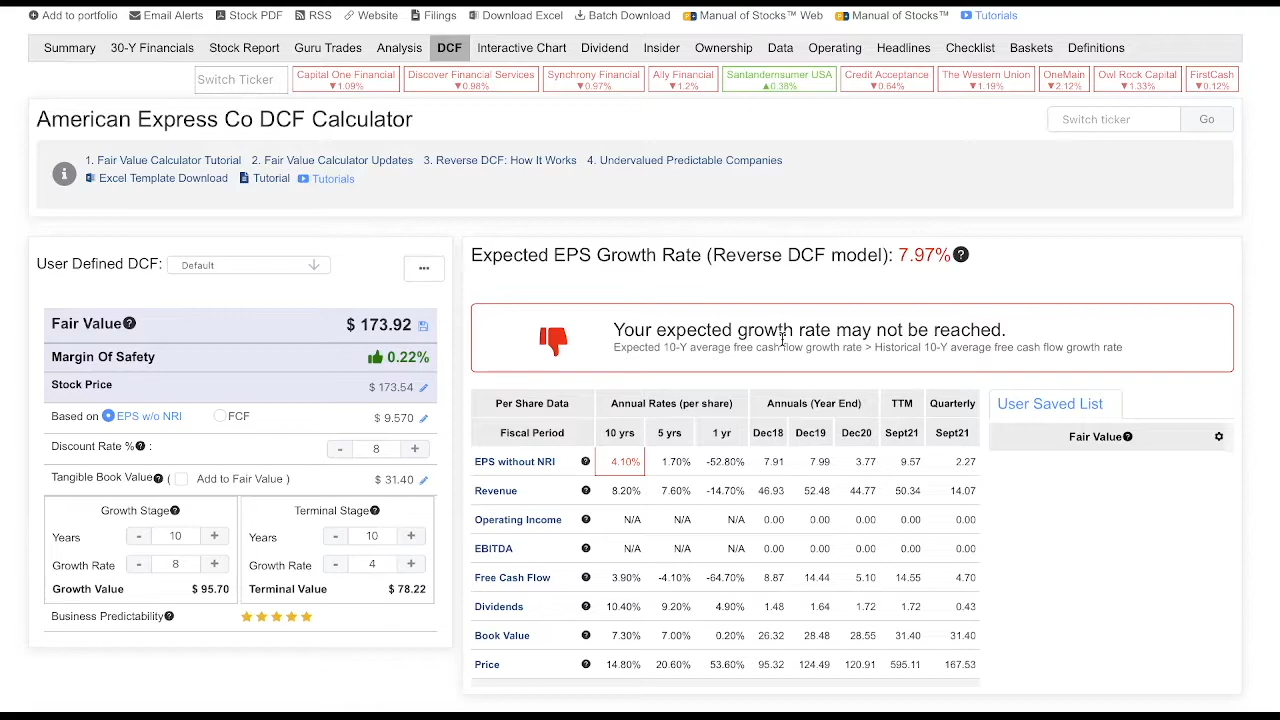 Add to portfolio Email Alerts Stock PDF RSS Website Filings Download Excel Batch Download Manual of Stocks™ Web Manual of Stocks™ Tutorials
Summary 30-Y Financials Stock Report Guru Trades Analysis DCF Interactive Chart Dividend Insider Ownership Data Operating Headlines Checklist Baskets Definitions
Switch Ticker Capital One Financial Discover Financial Services Synchrony Financial Ally Financial Santandernsumer USA Credit Acceptance The Western Union OneMain Owl Rock Capital FirstCash
▼1.09% ▼0.98% ▼0.97% ▼1.2% ▲0.38% ▼0.64% ▼1.19% ▼2.12% ▼1.33% ▼0.12%
American Express Co DCF Calculator Switch ticker Go
1. Fair Value Calculator Tutorial 2. Fair Value Calculator Updates 3. Reverse DCF: How It Works 4. Undervalued Predictable Companies
Excel Template Download Tutorial Tutorials
User Defined DCF: Default ...
Fair Value $ 173.92
Margin Of Safety 0.22%
Stock Price $ 173.54
Based on EPS w/o NRI FCF $ 9.570
Discount Rate % : - 8 +
Tangible Book Value ( Add to Fair Value ) $ 31.40
Growth Stage Terminal Stage
Years - 10 + Years - 10 +
Growth Rate - 8 + Growth Rate - 4 +
Growth Value $ 95.70 Terminal Value $ 78.22
Business Predictability
Expected EPS Growth Rate (Reverse DCF model): 7.97%
Your expected growth rate may not be reached.
Expected 10-Y average free cash flow growth rate > Historical 10-Y average free cash flow growth rate
Per Share Data Annual Rates (per share) Annuals (Year End) TTM Quarterly
Fiscal Period 10 yrs 5 yrs 1 yr Dec18 Dec19 Dec20 Sept21 Sept21
EPS without NRI 4.10% 1.70% -52.80% 7.91 7.99 3.77 9.57 2.27
Revenue 8.20% 7.60% -14.70% 46.93 52.48 44.77 50.34 14.07
Operating Income N/A N/A N/A 0.00 0.00 0.00 0.00 0.00
EBITDA N/A N/A N/A 0.00 0.00 0.00 0.00 0.00
Free Cash Flow 3.90% -4.10% -64.70% 8.87 14.44 5.10 14.55 4.70
Dividends 10.40% 9.20% 4.90% 1.48 1.64 1.72 1.72 0.43
Book Value 7.30% 7.00% 0.20% 26.32 28.48 28.55 31.40 31.40
Price 14.80% 20.60% 53.60% 95.32 124.49 120.91 595.11 167.53
User Saved List
Fair Value